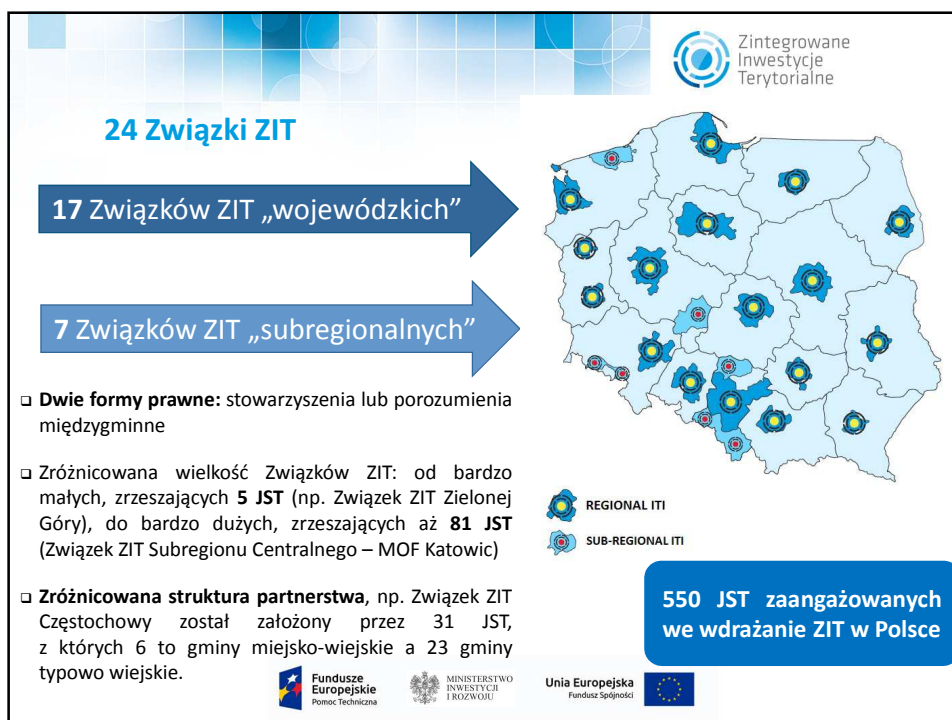 Zintegrowane
Inwestycje
Terytorialne
24 Związki ZIT
17 Związków ZIT „wojewódzkich”
7 Związków ZIT „subregionalnych”
Dwie formy prawne: stowarzyszenia lub porozumienia
międzygminne
Zróżnicowana wielkość Związków ZIT: od bardzo
małych, zrzeszających 5 JST (np. Związek ZIT Zielonej
Góry), do bardzo dużych, zrzeszających aż 81 JST
(Związek ZIT Subregionu Centralnego – MOF Katowic)
Zróżnicowana struktura partnerstwa, np. Związek ZIT
Częstochowy został założony przez 31 JST,
z których 6 to gminy miejsko-wiejskie a 23 gminy
typowo wiejskie.
REGIONAL ITI
SUB-REGIONAL ITI
550 JST zaangażowanych
we wdrażanie ZIT w Polsce
Fundusze
Europejskie
Pomoc Techniczna
MINISTERSTWO
INWESTYCJI
I ROZWOJU
Unia Europejska
Fundusz Spójności